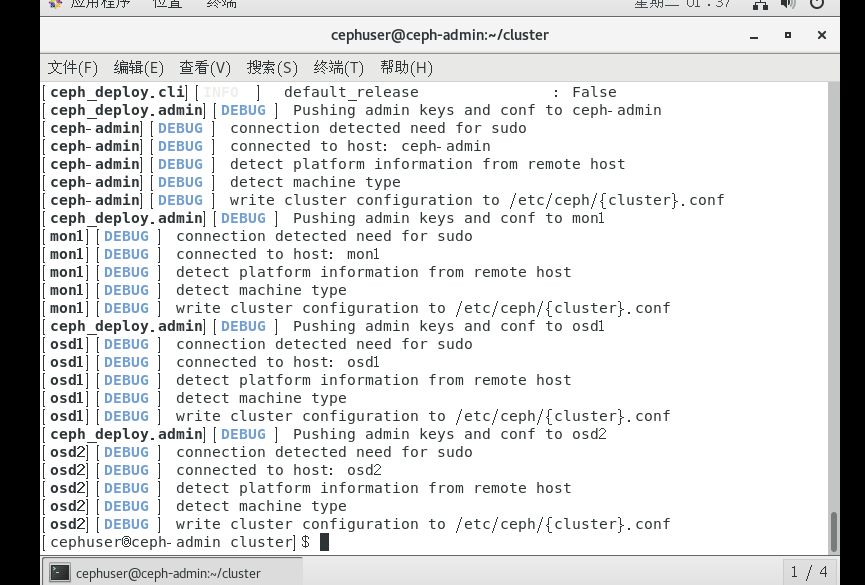 应用程序 位置 终端 星期二 01：37
cephuser@ceph-admin:~/cluster
文件(F) 编辑(E) 查看(V) 搜索(S) 终端(T) 帮助(H)
[ceph_deploy.cli][INFO  ]  default_release               : False
[ceph_deploy.admin][DEBUG ] Pushing admin keys and conf to ceph-admin
[ceph-admin][DEBUG ] connection detected need for sudo
[ceph-admin][DEBUG ] connected to host: ceph-admin
[ceph-admin][DEBUG ] detect platform information from remote host
[ceph-admin][DEBUG ] detect machine type
[ceph-admin][DEBUG ] write cluster configuration to /etc/ceph/{cluster}.conf
[ceph_deploy.admin][DEBUG ] Pushing admin keys and conf to mon1
[mon1][DEBUG ] connection detected need for sudo
[mon1][DEBUG ] connected to host: mon1
[mon1][DEBUG ] detect platform information from remote host
[mon1][DEBUG ] detect machine type
[mon1][DEBUG ] write cluster configuration to /etc/ceph/{cluster}.conf
[ceph_deploy.admin][DEBUG ] Pushing admin keys and conf to osd1
[osd1][DEBUG ] connection detected need for sudo
[osd1][DEBUG ] connected to host: osd1
[osd1][DEBUG ] detect platform information from remote host
[osd1][DEBUG ] detect machine type
[osd1][DEBUG ] write cluster configuration to /etc/ceph/{cluster}.conf
[ceph_deploy.admin][DEBUG ] Pushing admin keys and conf to osd2
[osd2][DEBUG ] connection detected need for sudo
[osd2][DEBUG ] connected to host: osd2
[osd2][DEBUG ] detect platform information from remote host
[osd2][DEBUG ] detect machine type
[osd2][DEBUG ] write cluster configuration to /etc/ceph/{cluster}.conf
[cephuser@ceph-admin cluster]$
cephuser@ceph-admin:~/cluster 1 / 4